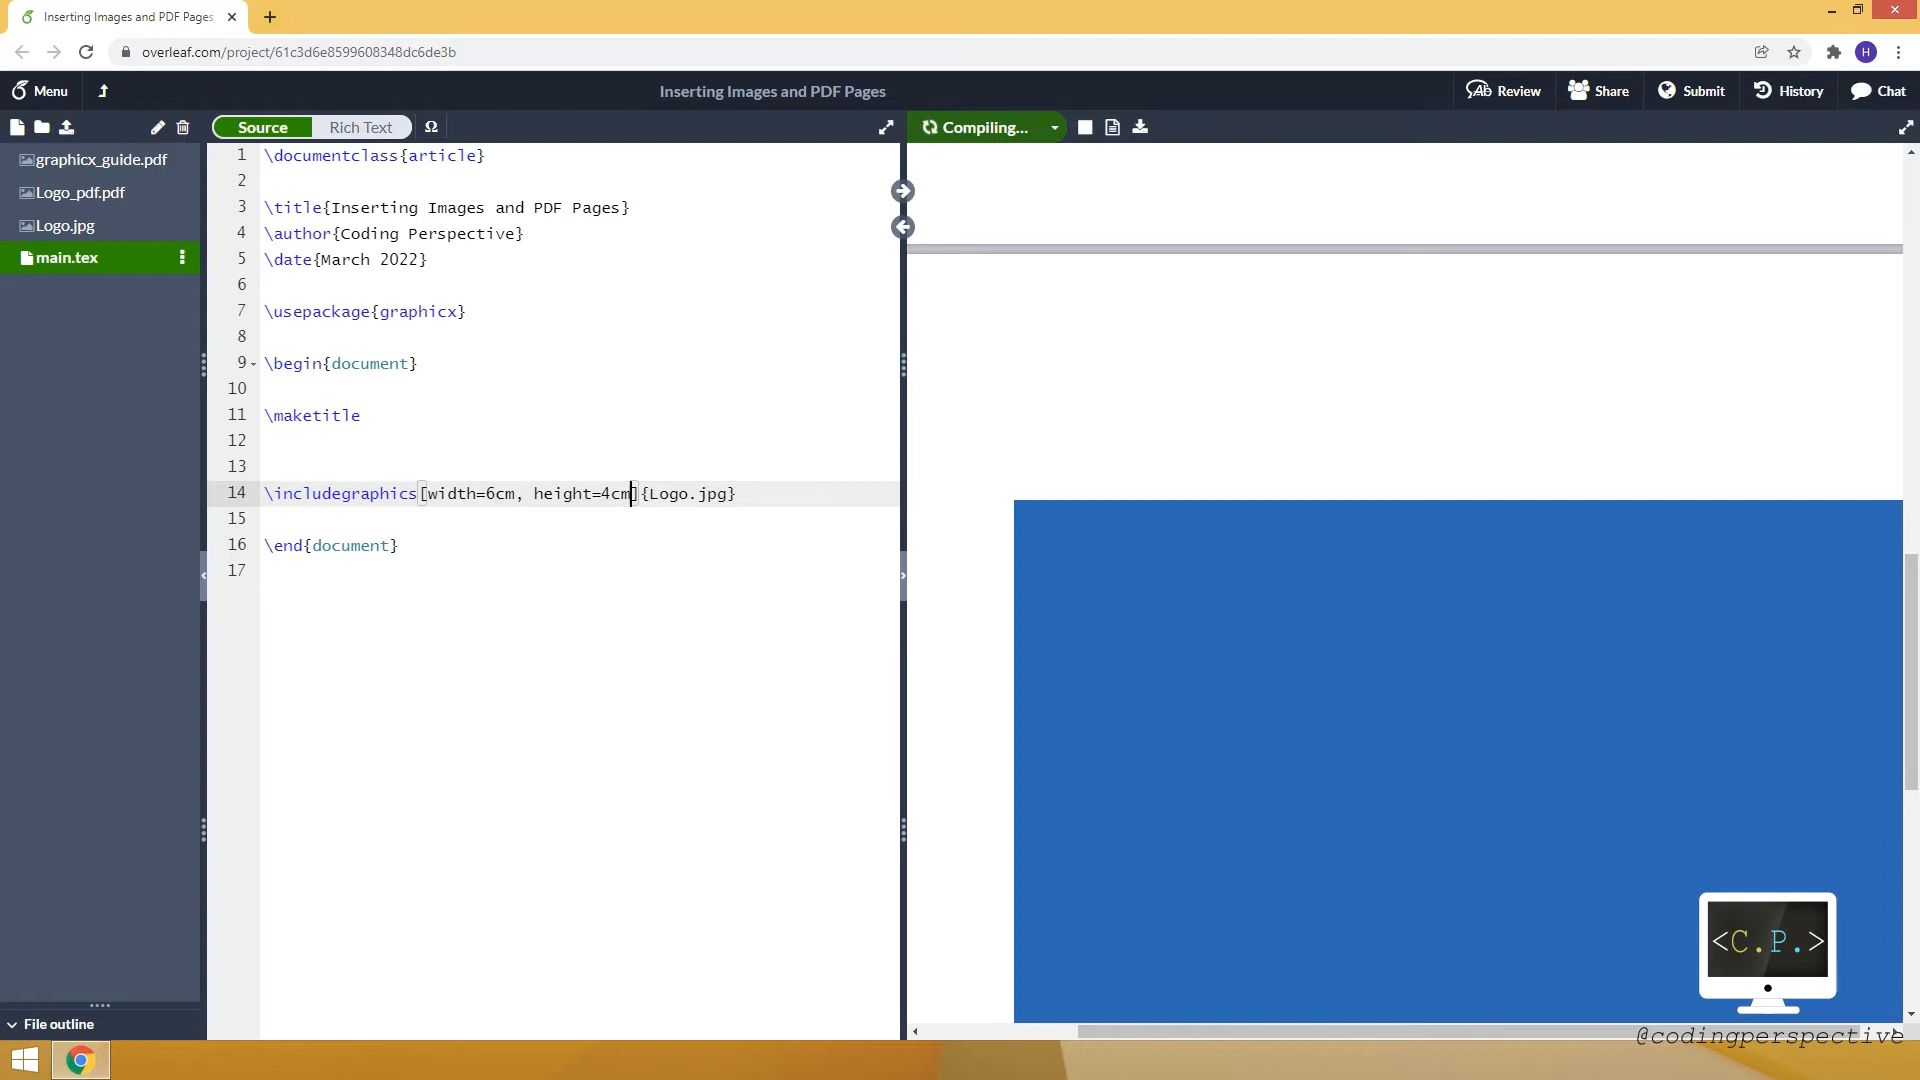 Inserting Images and PDF Pages
overleaf.com/project/61c3d6e8599608348dc6de3b
H
Menu
Inserting Images and PDF Pages
Review
Share
Submit
History
Chat
Source
Rich Text
Ω
Compiling...
graphicx_guide.pdf
Logo_pdf.pdf
Logo.jpg
main.tex
1 \documentclass{article}
2
3 \title{Inserting Images and PDF Pages}
4 \author{Coding Perspective}
5 \date{March 2022}
6
7 \usepackage{graphicx}
8
9 \begin{document}
10
11 \maketitle
12
13
14 \includegraphics[width=6cm, height=4cm]{Logo.jpg}
15
16 \end{document}
17
<C.P.>
@codingperspective
File outline